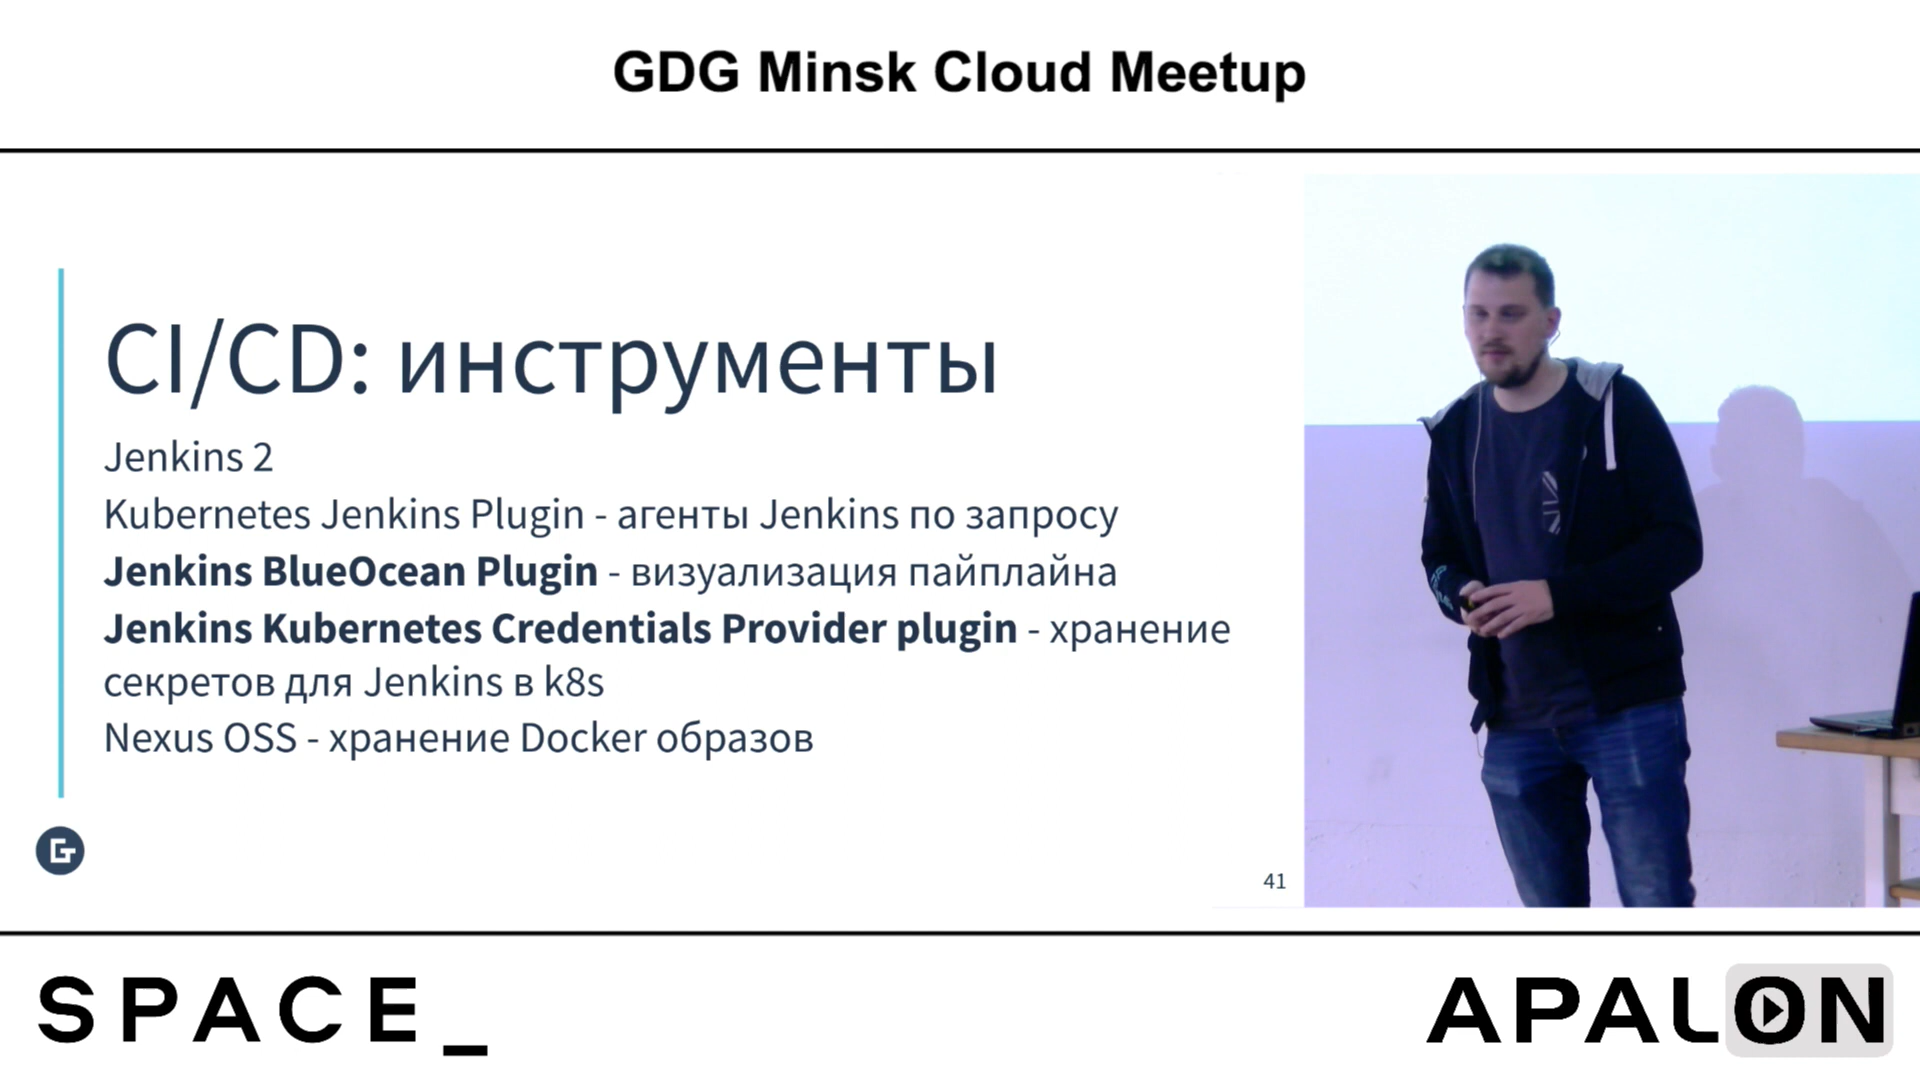 GDG Minsk Cloud Meetup
CI/CD: инструменты
Jenkins 2
Kubernetes Jenkins Plugin - агенты Jenkins по запросу
Jenkins BlueOcean Plugin - визуализация пайплайна
Jenkins Kubernetes Credentials Provider plugin - хранение
секретов для Jenkins в k8s
Nexus OSS - хранение Docker образов
41
SPACE_
APALON